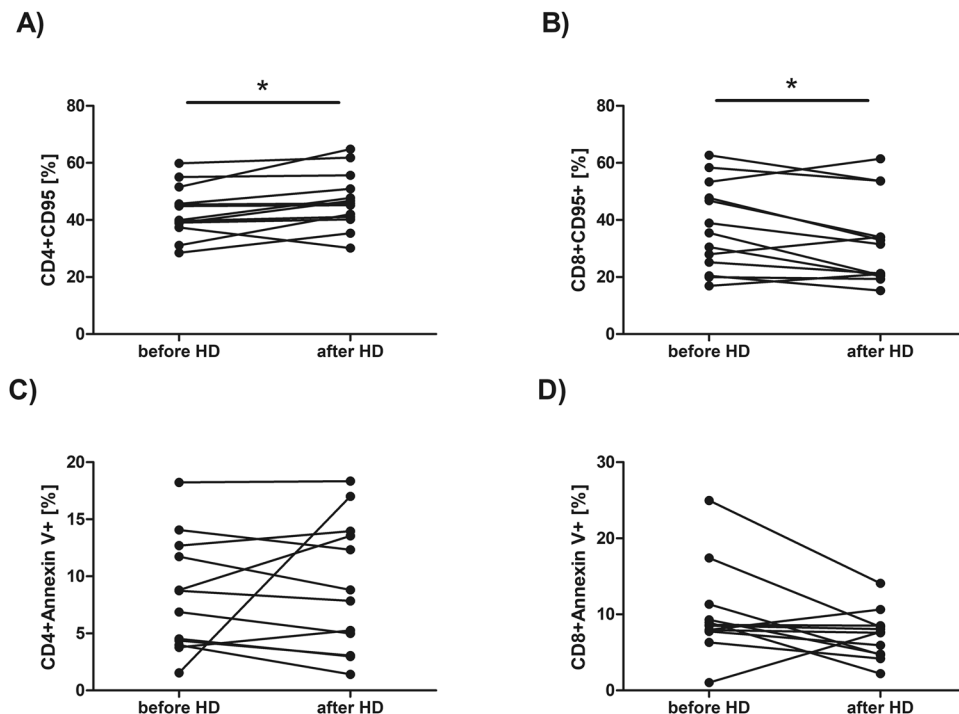 A)
*
80
60
40
20
0
CD4+CD95 [%]
before HD after HD
B)
*
80
60
40
20
0
CD8+CD95+ [%]
before HD after HD
C)
20
15
10
5
0
CD4+Annexin V+ [%]
before HD after HD
D)
30
20
10
0
CD8+Annexin V+ [%]
before HD after HD